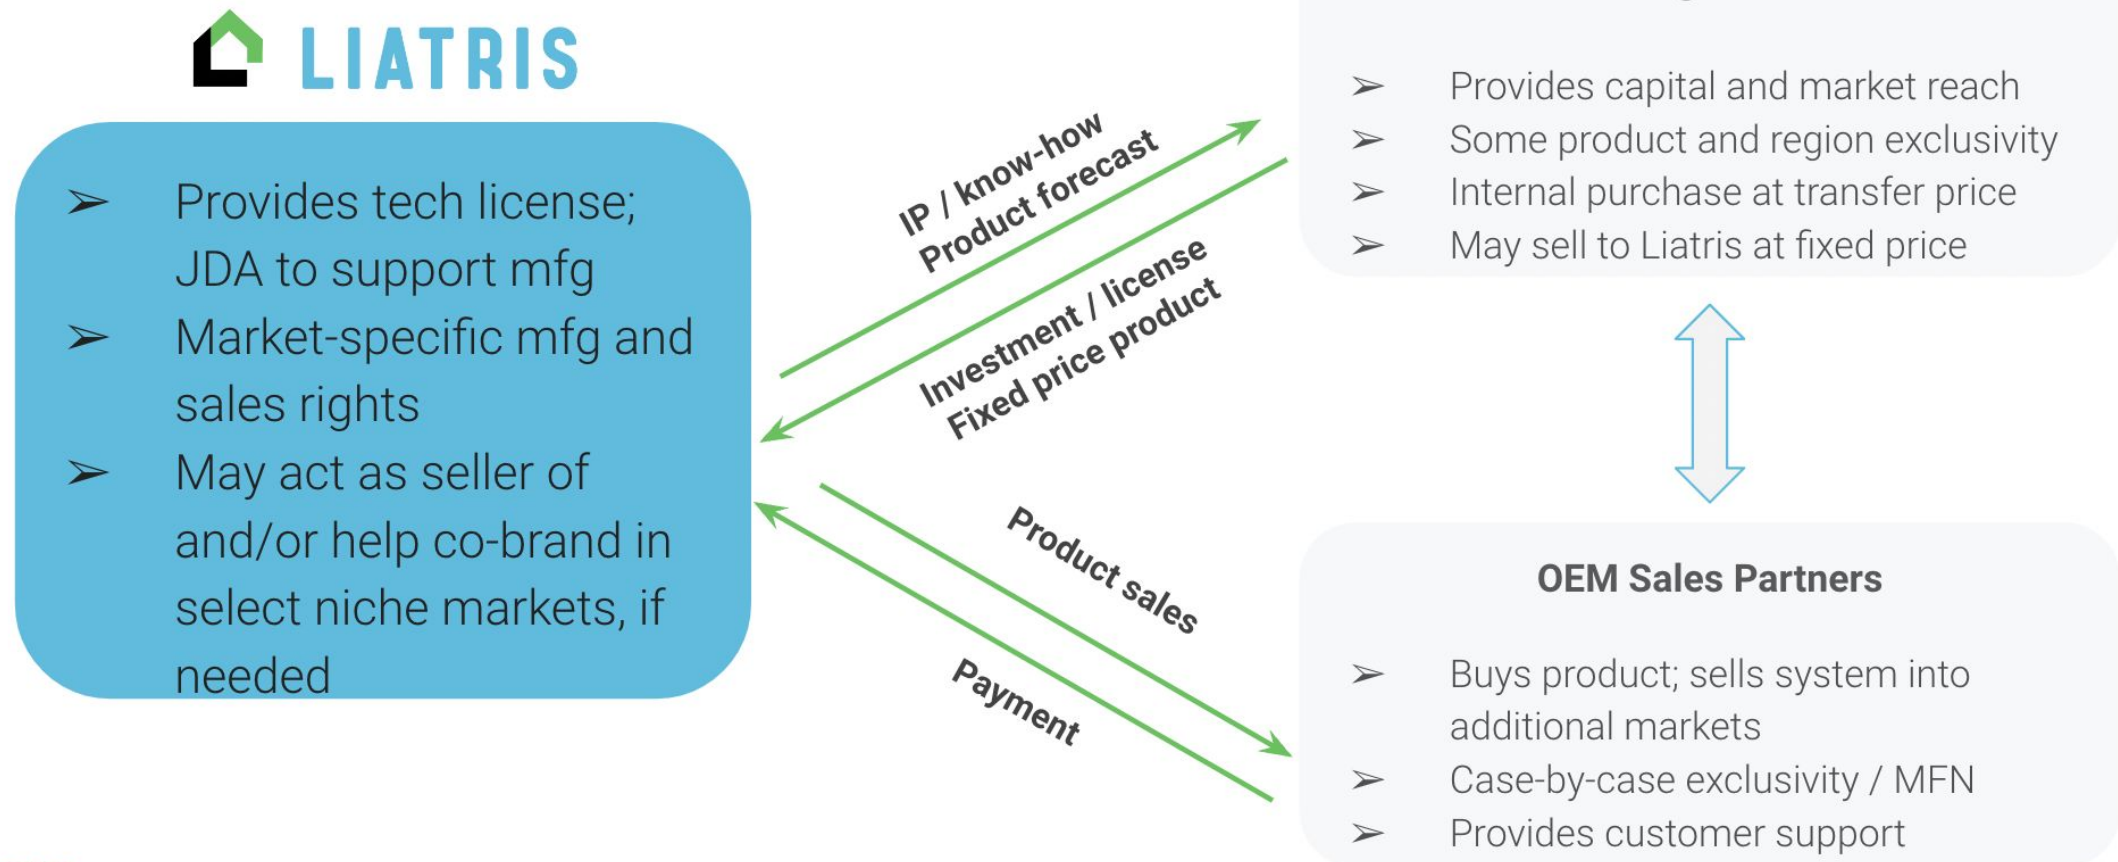 LIATRIS
➢ Provides tech license;
JDA to support mfg
➢ Market-specific mfg and
sales rights
➢ May act as seller of
and/or help co-brand in
select niche markets, if
needed
IP / know-how
Product forecast
Investment / license
Fixed price product
Product sales
Payment
➢ Provides capital and market reach
➢ Some product and region exclusivity
➢ Internal purchase at transfer price
➢ May sell to Liatris at fixed price
OEM Sales Partners
➢ Buys product; sells system into
additional markets
➢ Case-by-case exclusivity / MFN
➢ Provides customer support